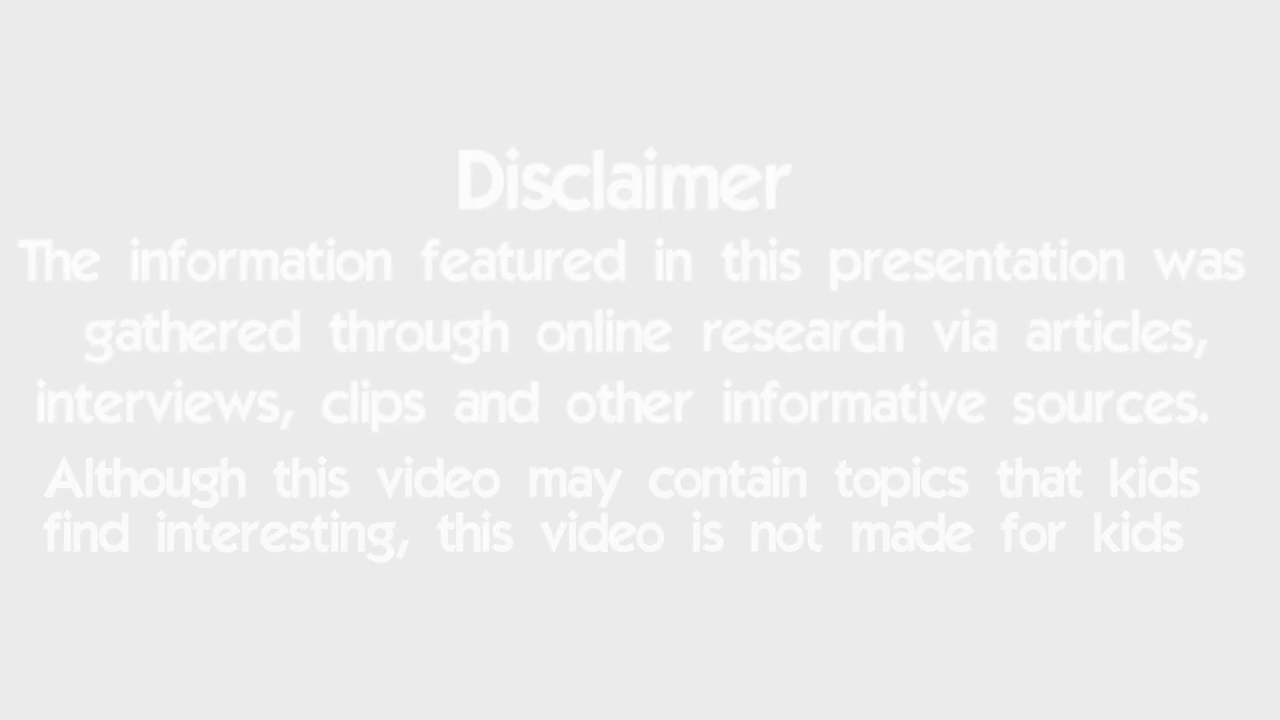 Disclaimer
The information featured in this presentation was
gathered through online research via articles,
interviews, clips and other informative sources.
Although this video may contain topics that kids
find interesting, this video is not made for kids